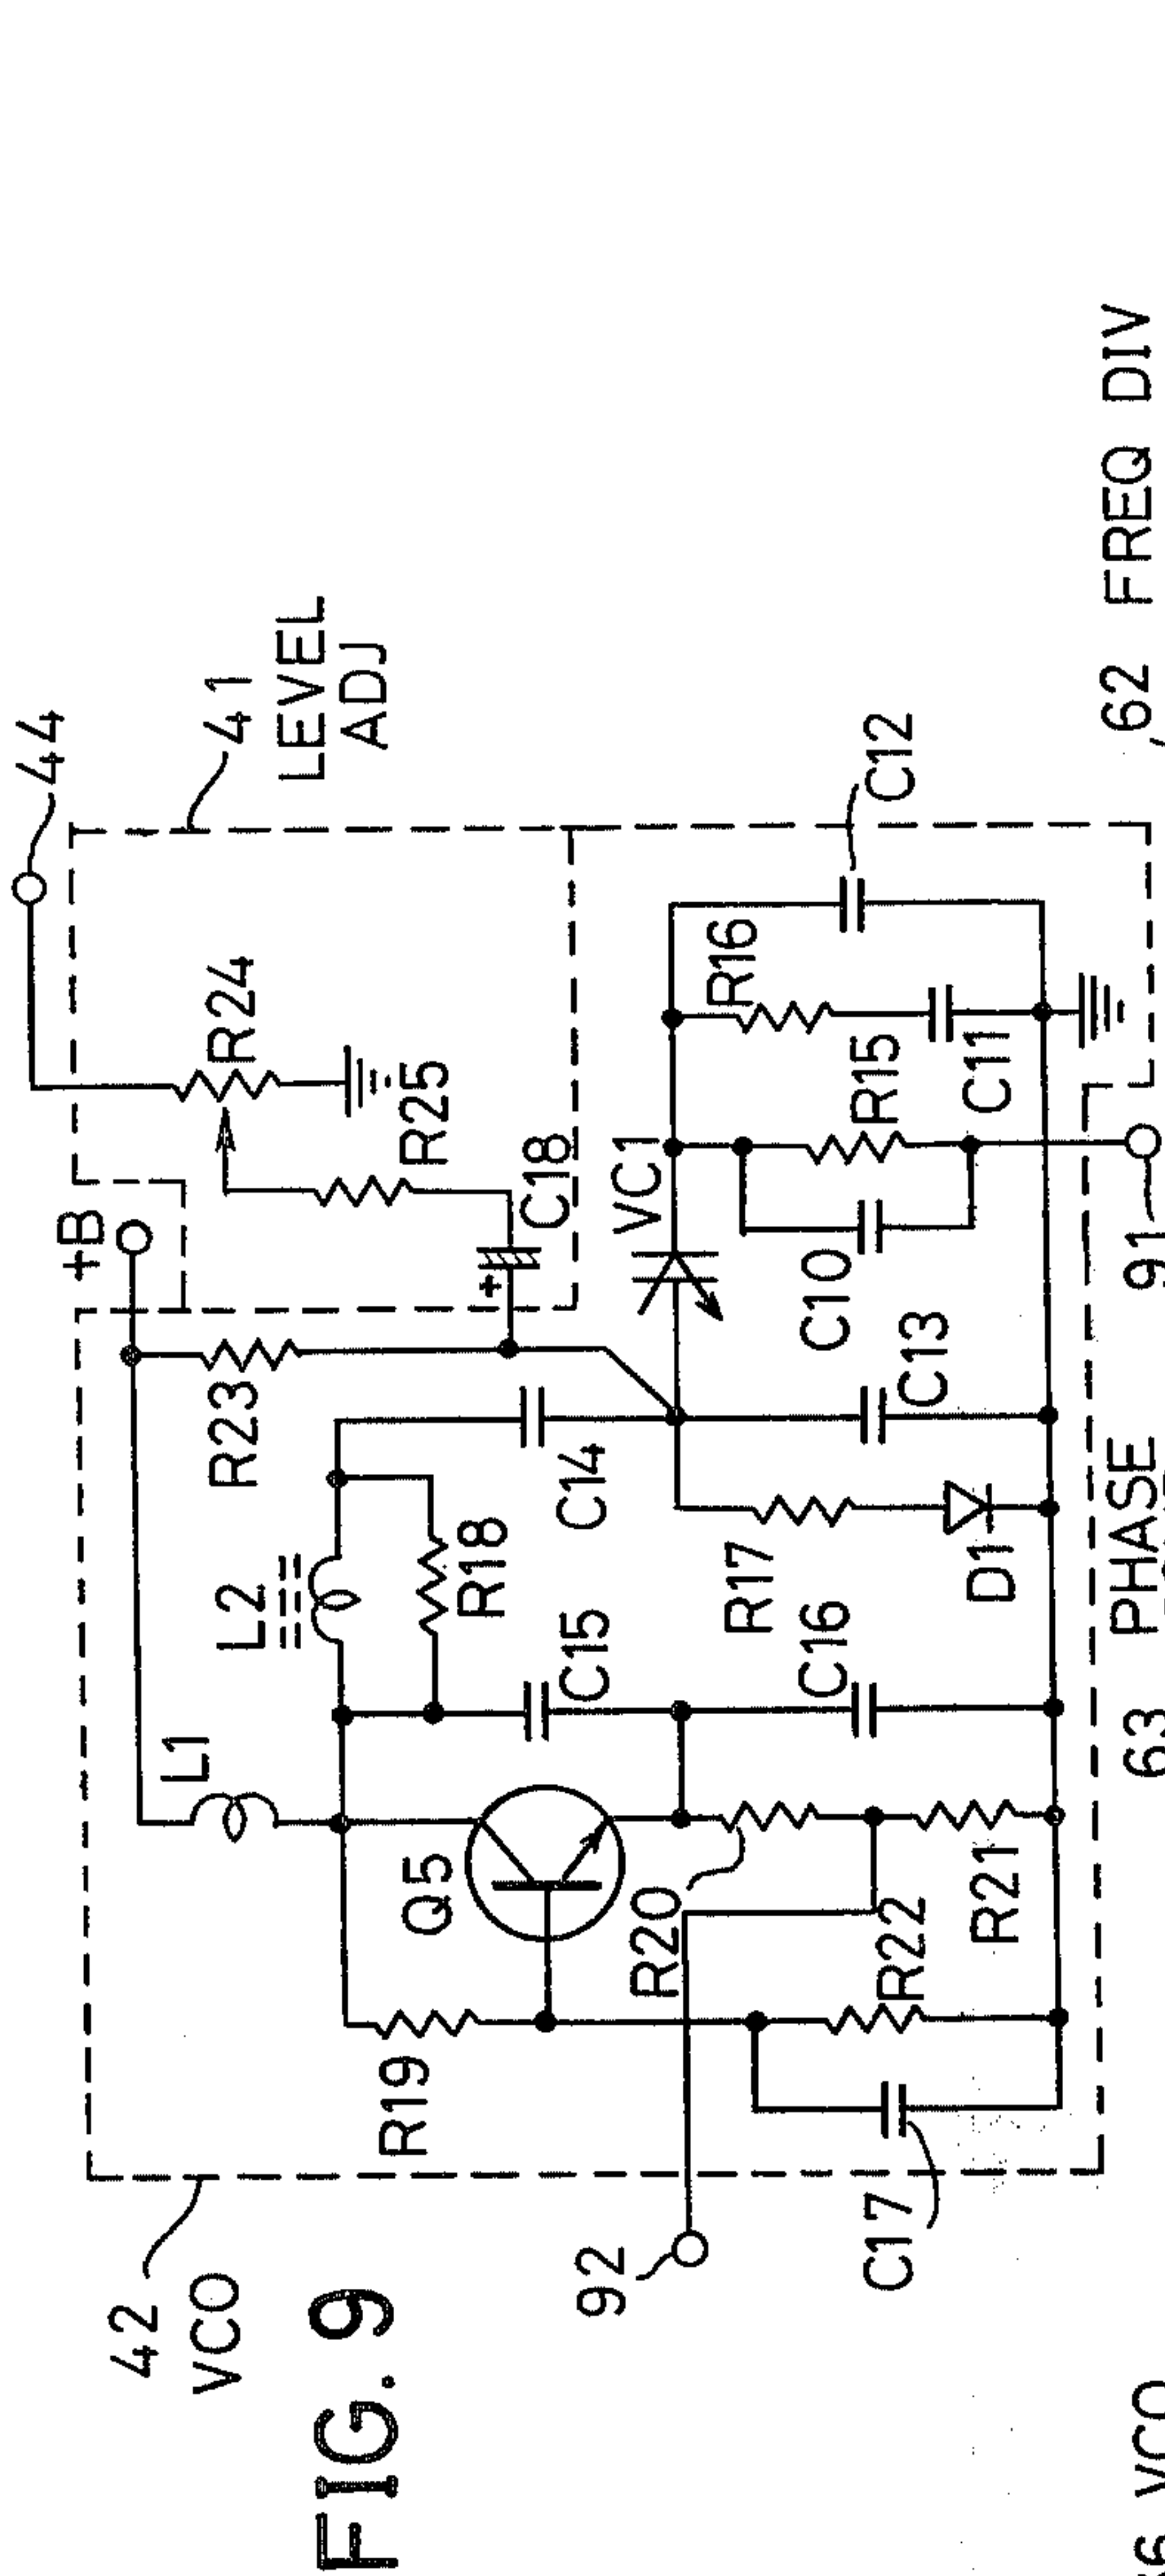 FIG. 9
42
VCO
44
41
LEVEL
ADJ
+B
R24
R25
C18
R23
L1
L2
R18
C14
C15
Q5
R19
R20
R22
R21
C16
R17
D1
C13
VC1
C10
R15
R16
C11
C12
C17
92
91
62 FREQ DIV
63 PHASE
VCO